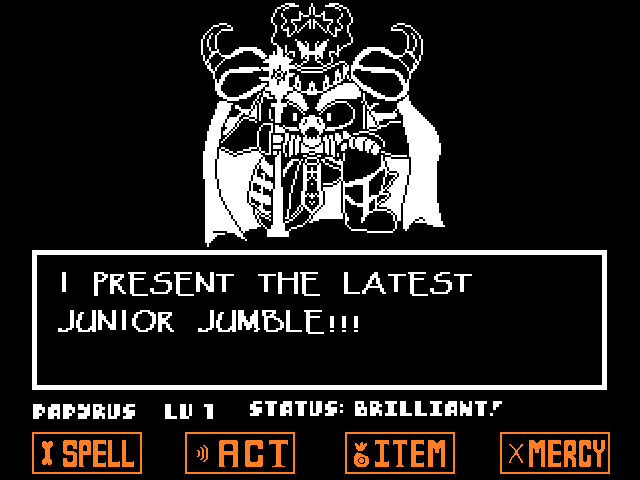 I PRESENT THE LATEST
JUNIOR JUMBLE!!!
PAPYRUS LV 1 STATUS: BRILLIANT!
SPELL ACT ITEM MERCY